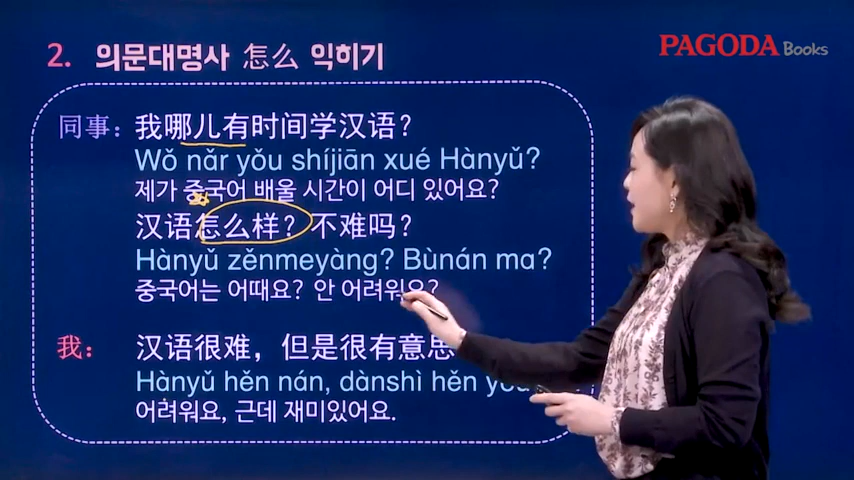 2. 의문대명사 怎么 익히기
PAGODA Books
同事：我哪儿有时间学汉语？
Wǒ nǎr yǒu shíjiān xué Hànyǔ?
제가 중국어 배울 시간이 어디 있어요?
汉语怎么样？不难吗？
Hànyǔ zěnmeyàng? Bùnán ma?
중국어는 어때요? 안 어려워요?
我：汉语很难，但是很有意思
Hànyǔ hěn nán, dànshì hěn
어려워요, 근데 재미있어요.